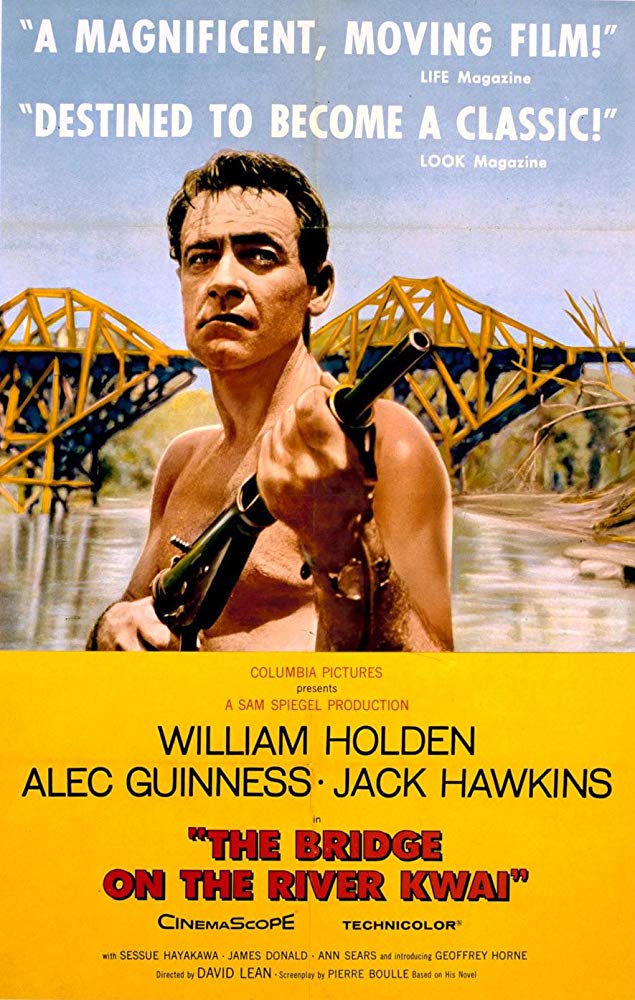 "A MAGNIFICENT, MOVING FILM!"
LIFE Magazine
"DESTINED TO BECOME A CLASSIC!"
LOOK Magazine
COLUMBIA PICTURES
presents
A SAM SPIEGEL PRODUCTION
WILLIAM HOLDEN
ALEC GUINNESS · JACK HAWKINS
in
"THE BRIDGE
ON THE RIVER KWAI"
CINEMASCOPE TECHNICOLOR®
with SESSUE HAYAKAWA · JAMES DONALD · ANN SEARS and introducing GEOFFREY HORNE
Directed by DAVID LEAN · Screenplay by PIERRE BOULLE Based on His Novel